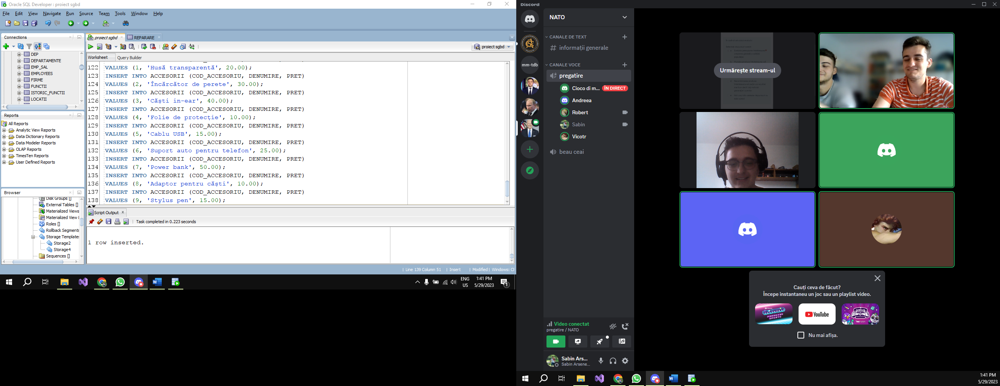 Oracle SQL Developer : proiect sgbd
File Edit View Navigate Run Source Team Tools Window Help
Connections
DEP
DEPARTAMENTE
EMP_SAL
EMPLOYEES
FIRME
FUNCTII
ISTORIC_FUNCTII
LOCATII
Reports
All Reports
Analytic View Reports
Data Dictionary Reports
Data Modeler Reports
OLAP Reports
TimesTen Reports
User Defined Reports
Browser
Disk Groups []
External Tables []
Materialized Views
Materialized View
Roles []
Rollback Segments
Storage Templates
Storage2
Storage4
Sequences []
proiect sgbd
REPARARE
proiect sgbd
Worksheet Query Builder
122 VALUES (1, 'Husă transparentă', 20.00);
123 INSERT INTO ACCESORII (COD_ACCESORIU, DENUMIRE, PRET)
124 VALUES (2, 'Încărcător de perete', 30.00);
125 INSERT INTO ACCESORII (COD_ACCESORIU, DENUMIRE, PRET)
126 VALUES (3, 'Căști in-ear', 40.00);
127 INSERT INTO ACCESORII (COD_ACCESORIU, DENUMIRE, PRET)
128 VALUES (4, 'Folie de protecție', 10.00);
129 INSERT INTO ACCESORII (COD_ACCESORIU, DENUMIRE, PRET)
130 VALUES (5, 'Cablu USB', 15.00);
131 INSERT INTO ACCESORII (COD_ACCESORIU, DENUMIRE, PRET)
132 VALUES (6, 'Suport auto pentru telefon', 25.00);
133 INSERT INTO ACCESORII (COD_ACCESORIU, DENUMIRE, PRET)
134 VALUES (7, 'Power bank', 50.00);
135 INSERT INTO ACCESORII (COD_ACCESORIU, DENUMIRE, PRET)
136 VALUES (8, 'Adaptor pentru căști', 10.00);
137 INSERT INTO ACCESORII (COD_ACCESORIU, DENUMIRE, PRET)
138 VALUES (9, 'Stylus pen', 15.00);
Script Output
Task completed in 0.223 seconds
1 row inserted.
Line 139 Column 51 | Insert | Modified | Windows: CF
ENG
US
1:41 PM
5/29/2023
1
Discord
NATO
CANALE DE TEXT
# informații generale
CANALE VOCE
mm-tdb
pregatire
Cioco di m... ÎN DIRECT
Andreea
Robert
Sabin
Vicotr
beau ceai
Video conectat
pregatire / NATO
Sabin Ars...
Sabin Arsene...
Urmărește stream-ul
Cauți ceva de făcut?
Începe instantaneu un joc sau un playlist video.
YouTube
PHONE
Nu mai afișa.
1:41 PM
5/29/2023